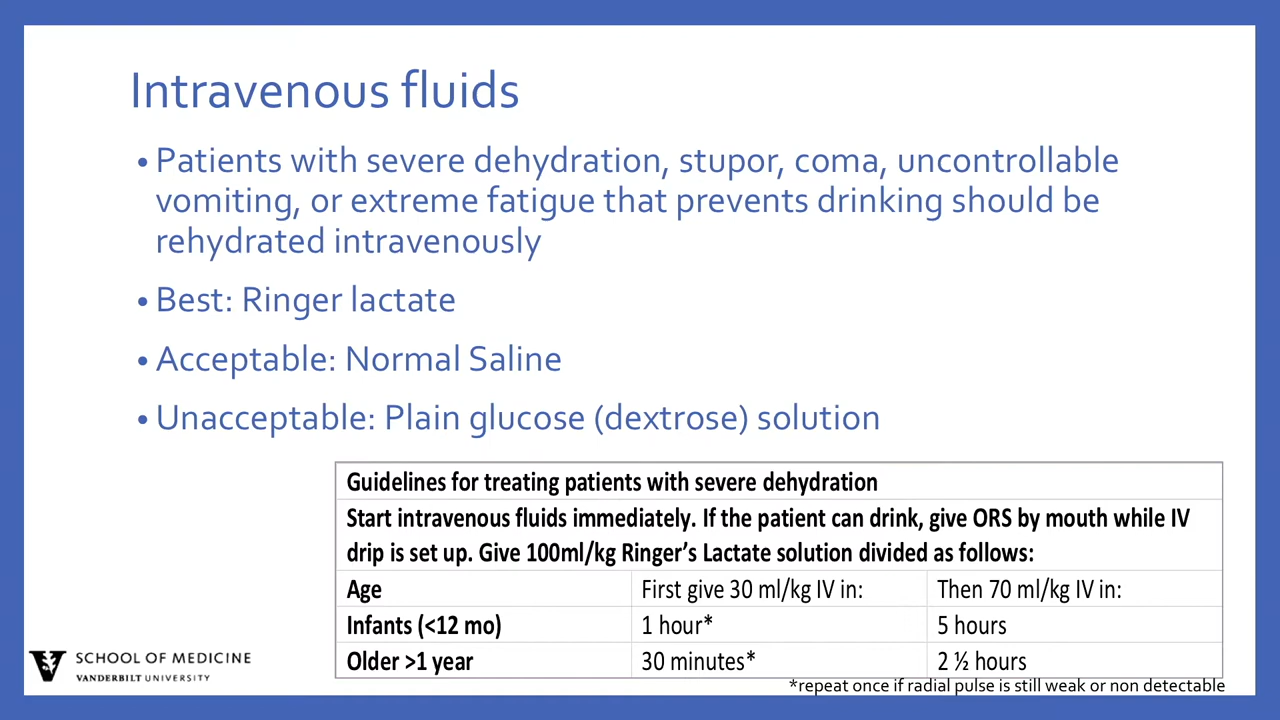 Intravenous fluids
• Patients with severe dehydration, stupor, coma, uncontrollable
vomiting, or extreme fatigue that prevents drinking should be
rehydrated intravenously
• Best: Ringer lactate
• Acceptable: Normal Saline
• Unacceptable: Plain glucose (dextrose) solution
Guidelines for treating patients with severe dehydration
Start intravenous fluids immediately. If the patient can drink, give ORS by mouth while IV
drip is set up. Give 100ml/kg Ringer's Lactate solution divided as follows:
Age First give 30 ml/kg IV in: Then 70 ml/kg IV in:
Infants (<12 mo) 1 hour* 5 hours
Older >1 year 30 minutes* 2 ½ hours
*repeat once if radial pulse is still weak or non detectable
SCHOOL OF MEDICINE
VANDERBILT UNIVERSITY